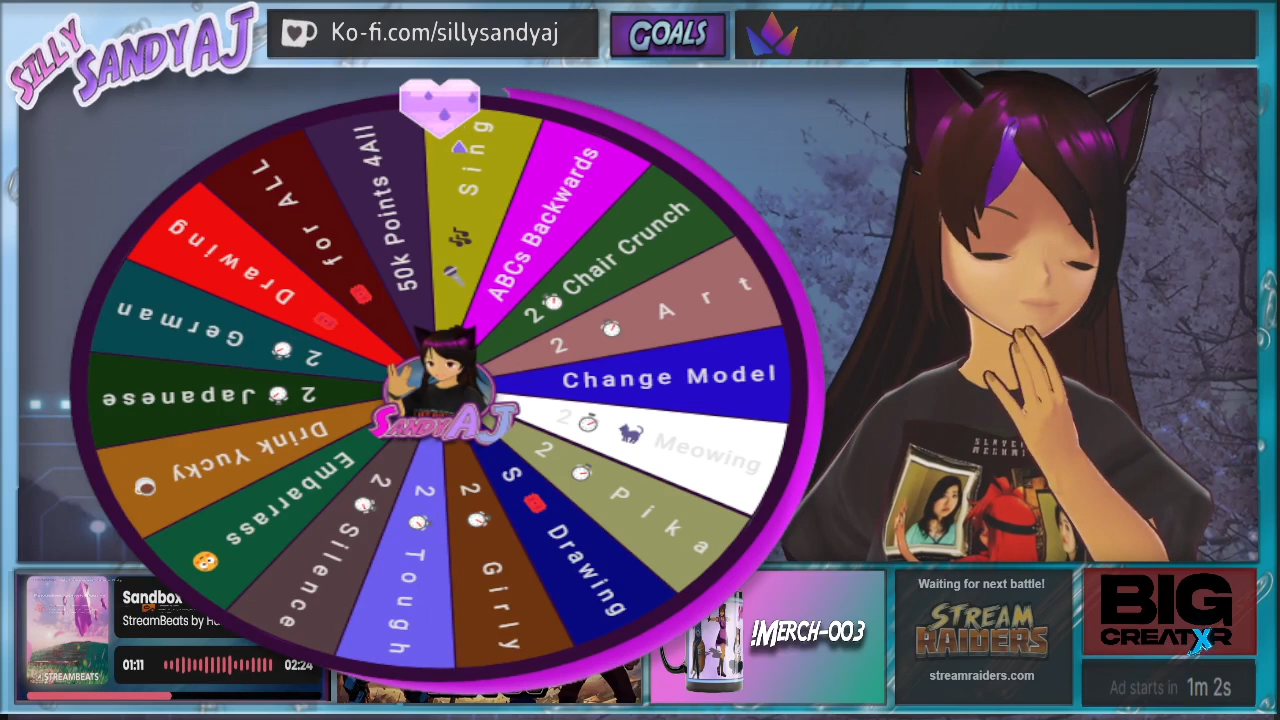 SILLY
SANDYAJ
Ko-fi.com/sillysandyaj
GOALS
Sing
ABCs Backwards
2 Chair Crunch
2 Art
Change Model
2 Meowing
2 Pika
S Drawing
2 Girly
2 Tough
2 Silence
Embarrass
Drink Yucky
2 Japanese
2 German
Drawing
for ALL
50k Points 4All
SANDYAJ
SLAYER
Sandbox
StreamBeats by Ha
01:11
02:24
STREAMBEATS
!MERCH-003
Waiting for next battle!
STREAM
RAIDERS
streamraiders.com
BIG
CREATXR
Ad starts in 1m 2s